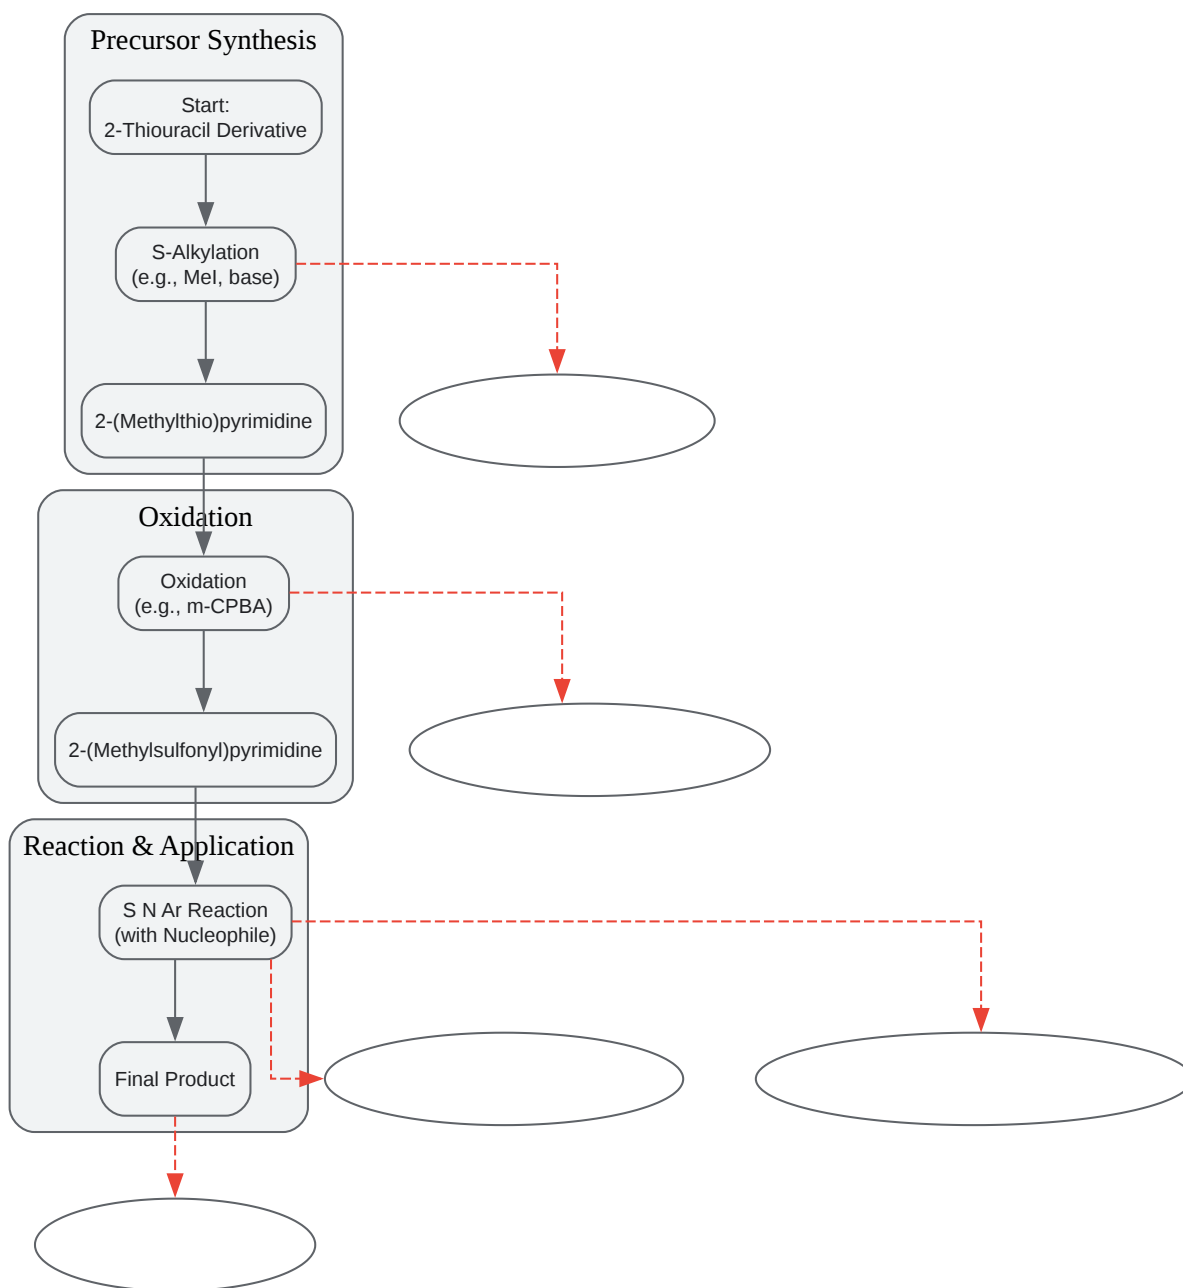 Precursor Synthesis
Start:
2-Thiouracil Derivative
S-Alkylation
(e.g., MeI, base)
2-(Methylthio)pyrimidine
Oxidation
Oxidation
(e.g., m-CPBA)
2-(Methylsulfonyl)pyrimidine
Reaction & Application
S N Ar Reaction
(with Nucleophile)
Final Product